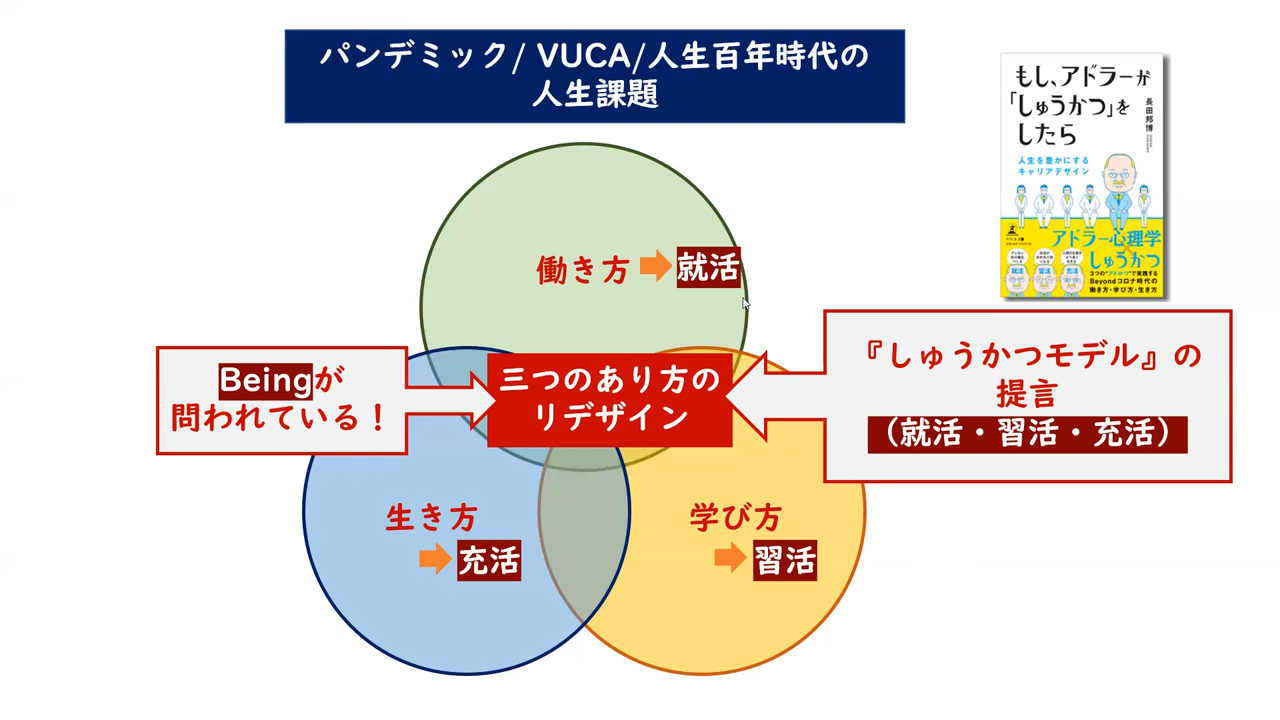 パンデミック/ VUCA/人生百年時代の
人生課題
もし、アドラーが
「しゅうかつ」を
したら
長田邦博
人生を豊かにする
キャリアデザイン
アドラー心理学
しゅうかつ
就活
習活
充活
3つの"アドかつ"で実践する
Beyondコロナ時代の
働き方・学び方・生き方
働き方
就活
Beingが
問われている！
三つのあり方の
リデザイン
『しゅうかつモデル』の
提言
（就活・習活・充活）
生き方
充活
学び方
習活